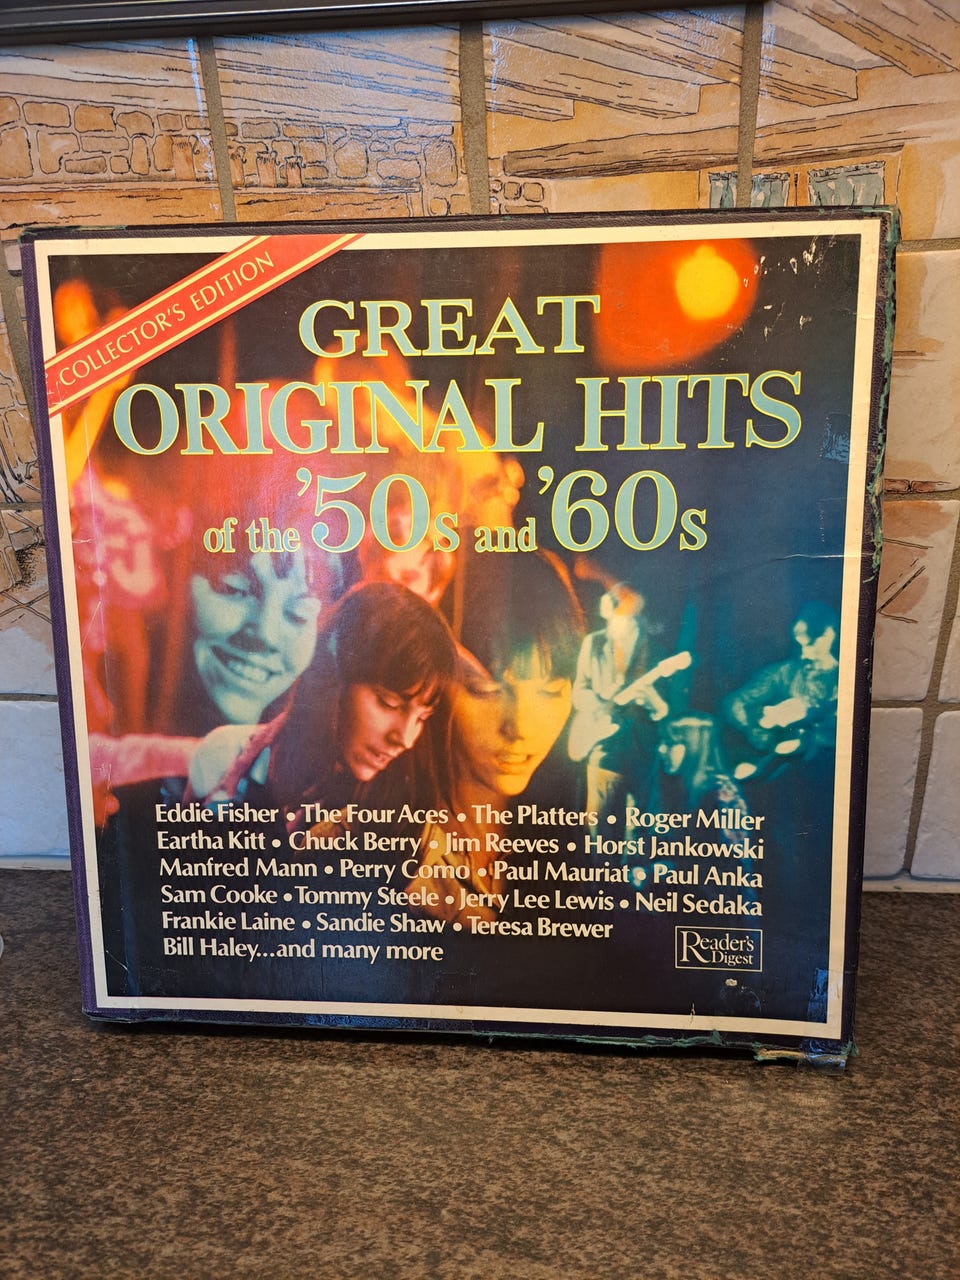 COLLECTOR'S EDITION
GREAT
ORIGINAL HITS
of the '50s and '60s
Eddie Fisher • The Four Aces • The Platters • Roger Miller
Eartha Kitt • Chuck Berry • Jim Reeves • Horst Jankowski
Manfred Mann • Perry Como • Paul Mauriat • Paul Anka
Sam Cooke • Tommy Steele • Jerry Lee Lewis • Neil Sedaka
Frankie Laine • Sandie Shaw • Teresa Brewer
Bill Haley...and many more
Reader's
Digest